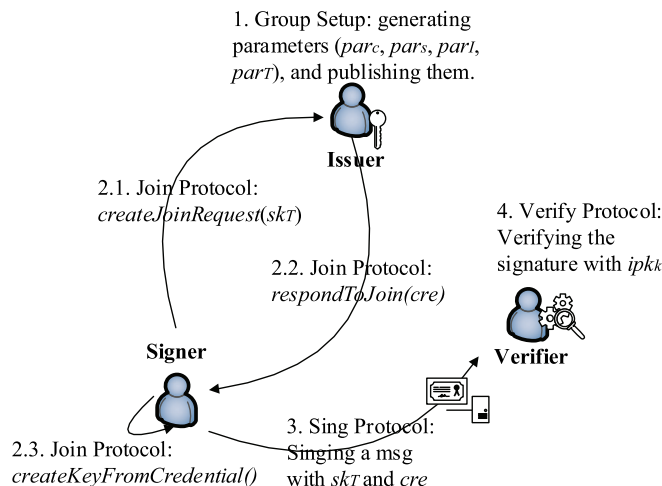 1. Group Setup: generating
parameters (parc, pars, parI,
parT), and publishing them.
Issuer
2.1. Join Protocol:
createJoinRequest(skT)
4. Verify Protocol:
Verifying the
signature with ipkk
2.2. Join Protocol:
respondToJoin(cre)
Signer
Verifier
3. Sing Protocol:
Singing a msg
with skT and cre
2.3. Join Protocol:
createKeyFromCredential()